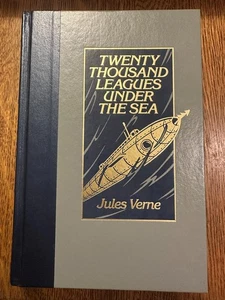 TWENTY
THOUSAND
LEAGUES
UNDER
THE SEA
Jules Verne